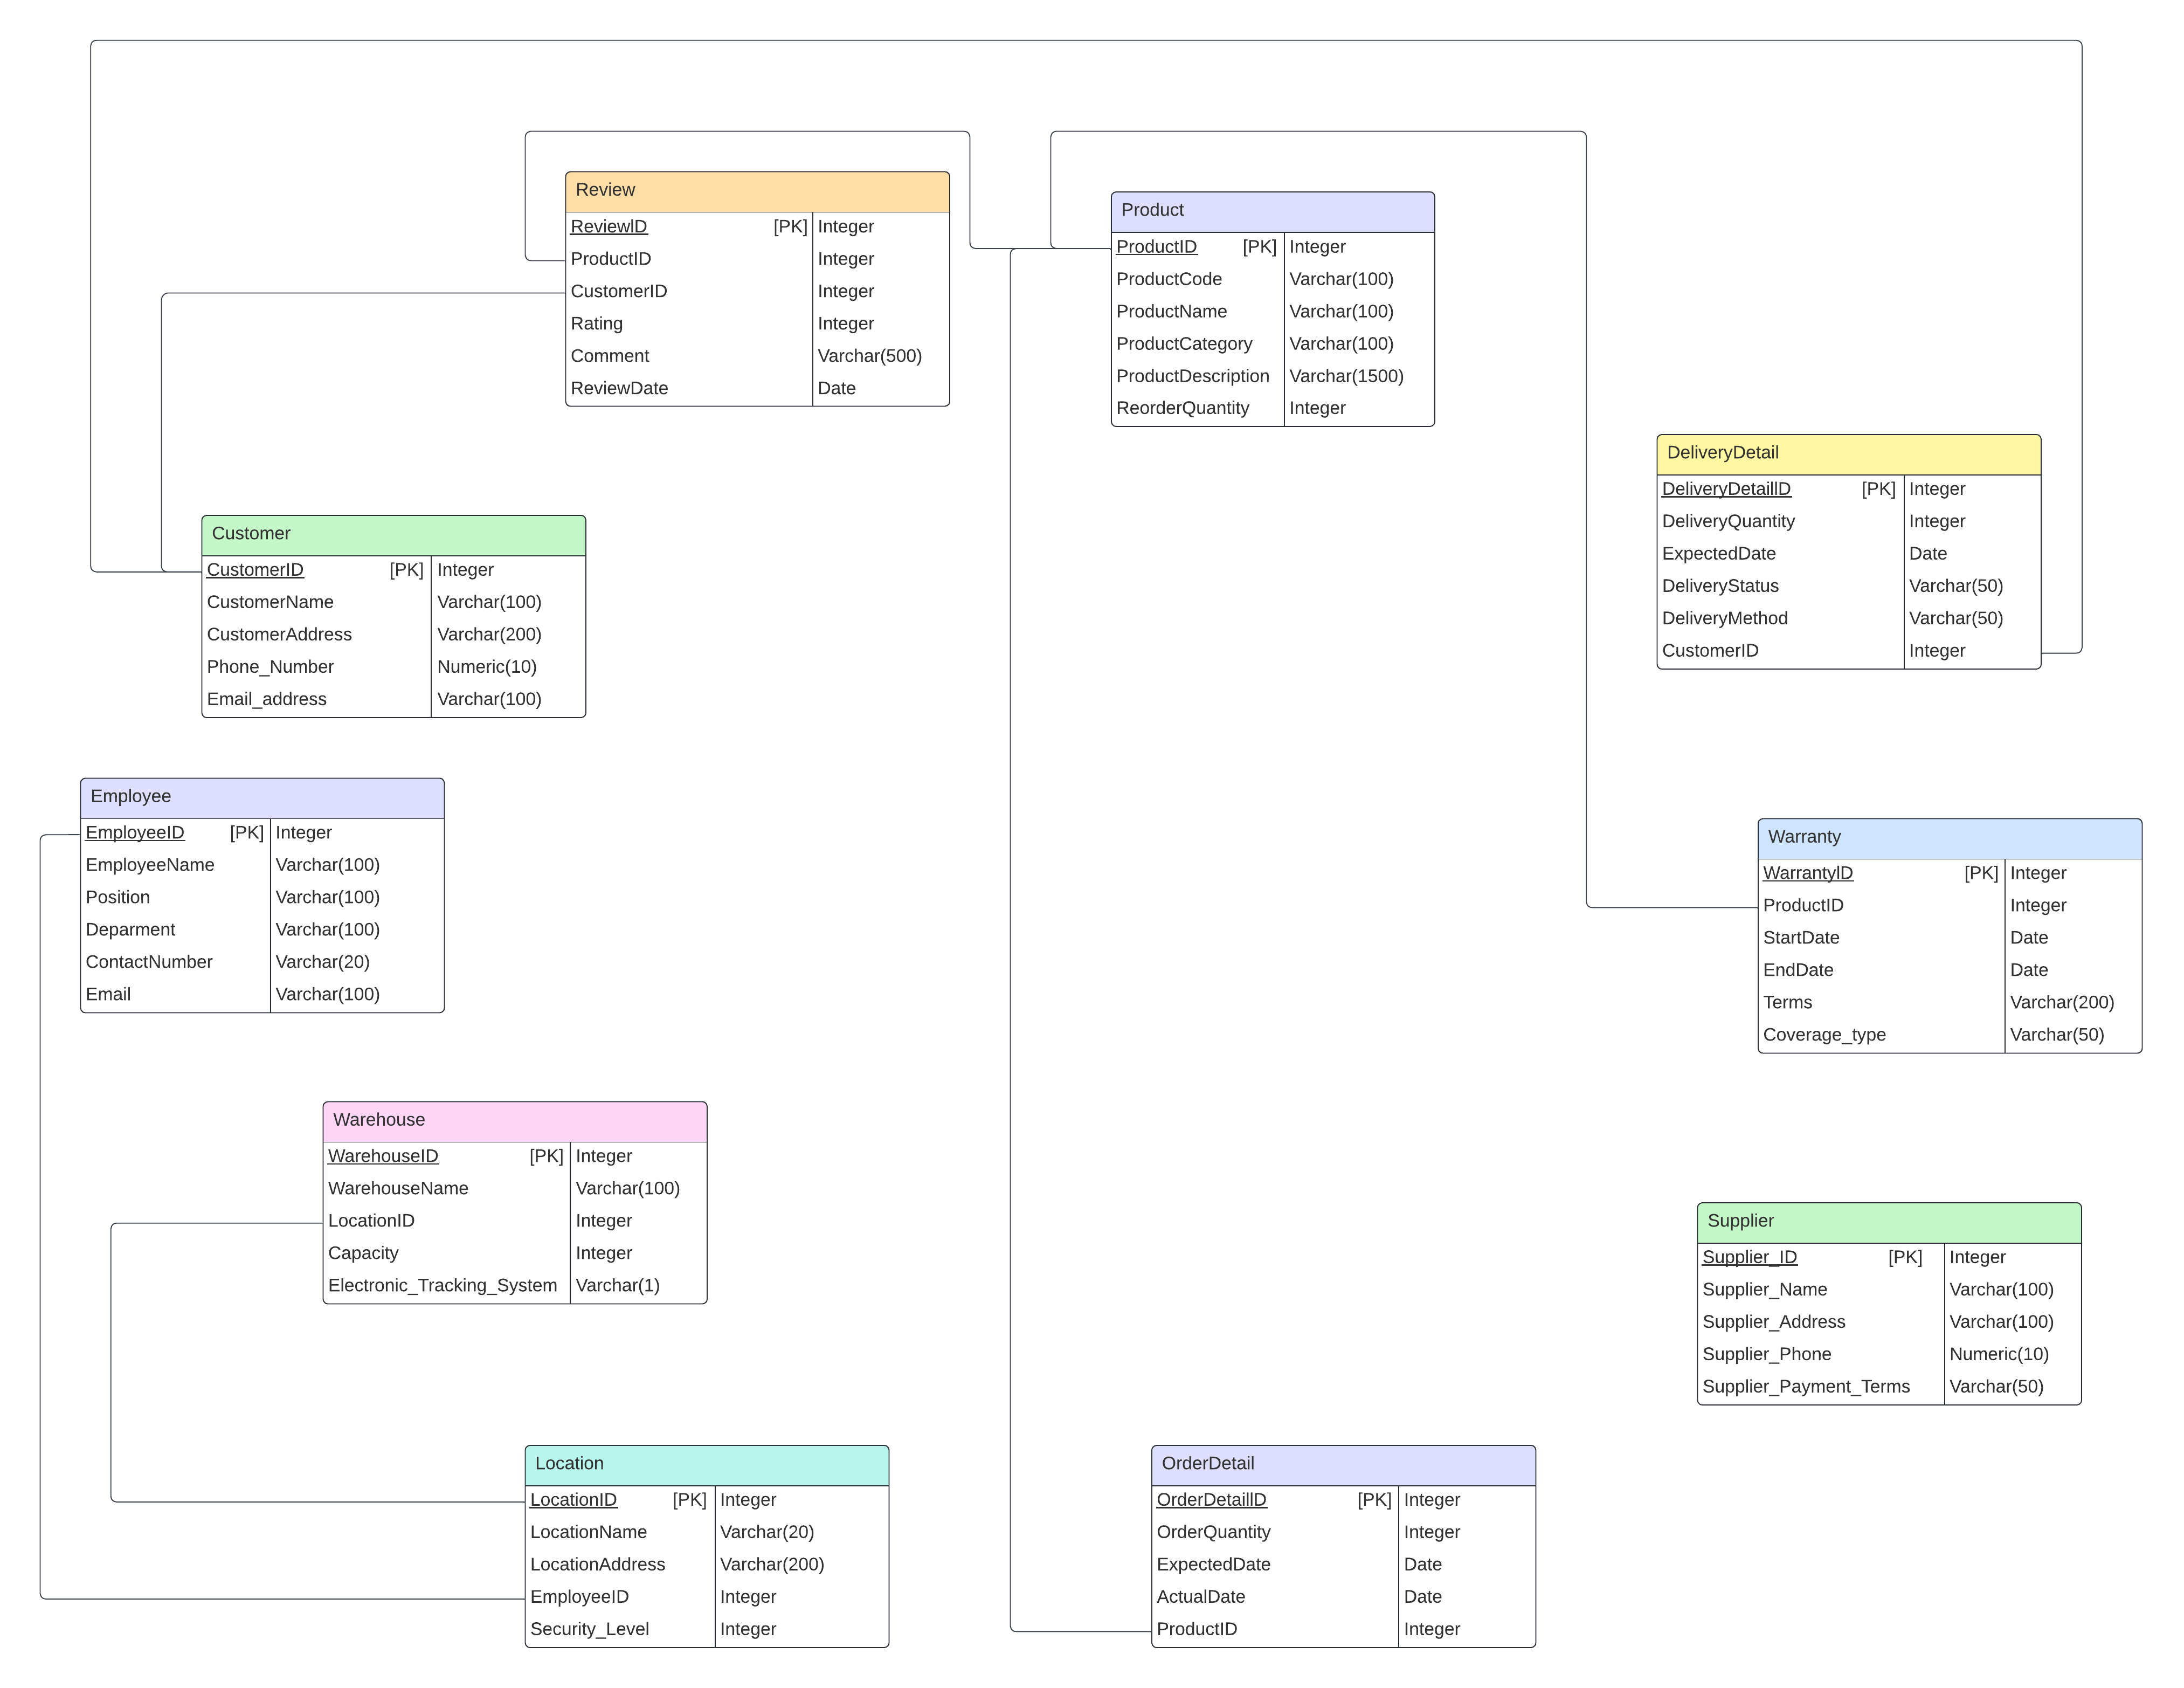 Review
ReviewID [PK] Integer
ProductID Integer
CustomerID Integer
Rating Integer
Comment Varchar(500)
ReviewDate Date
Product
ProductID [PK] Integer
ProductCode Varchar(100)
ProductName Varchar(100)
ProductCategory Varchar(100)
ProductDescription Varchar(1500)
ReorderQuantity Integer
DeliveryDetail
DeliveryDetailID [PK] Integer
DeliveryQuantity Integer
ExpectedDate Date
DeliveryStatus Varchar(50)
DeliveryMethod Varchar(50)
CustomerID Integer
Customer
CustomerID [PK] Integer
CustomerName Varchar(100)
CustomerAddress Varchar(200)
Phone_Number Numeric(10)
Email_address Varchar(100)
Employee
EmployeeID [PK] Integer
EmployeeName Varchar(100)
Position Varchar(100)
Deparment Varchar(100)
ContactNumber Varchar(20)
Email Varchar(100)
Warranty
WarrantyID [PK] Integer
ProductID Integer
StartDate Date
EndDate Date
Terms Varchar(200)
Coverage_type Varchar(50)
Warehouse
WarehouseID [PK] Integer
WarehouseName Varchar(100)
LocationID Integer
Capacity Integer
Electronic_Tracking_System Varchar(1)
Supplier
Supplier_ID [PK] Integer
Supplier_Name Varchar(100)
Supplier_Address Varchar(100)
Supplier_Phone Numeric(10)
Supplier_Payment_Terms Varchar(50)
Location
LocationID [PK] Integer
LocationName Varchar(20)
LocationAddress Varchar(200)
EmployeeID Integer
Security_Level Integer
OrderDetail
OrderDetailID [PK] Integer
OrderQuantity Integer
ExpectedDate Date
ActualDate Date
ProductID Integer